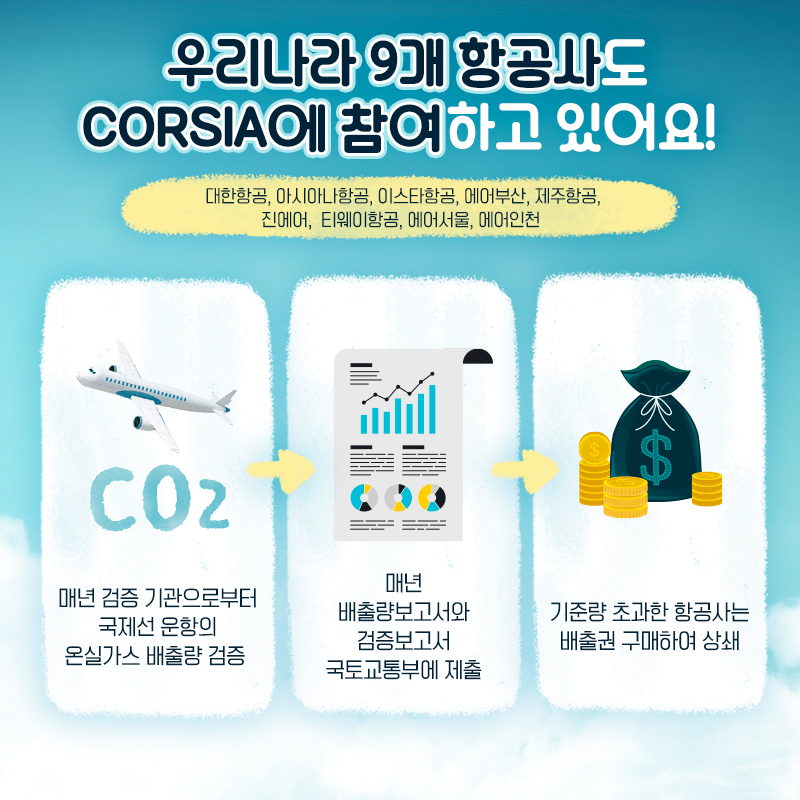 우리나라 9개 항공사도
CORSIA에 참여하고 있어요!
대한항공, 아시아나항공, 이스타항공, 에어부산, 제주항공,
진에어, 티웨이항공, 에어서울, 에어인천
CO2
매년 검증 기관으로부터
국제선 운항의
온실가스 배출량 검증
매년
배출량보고서와
검증보고서
국토교통부에 제출
$
$
기준량 초과한 항공사는
배출권 구매하여 상쇄